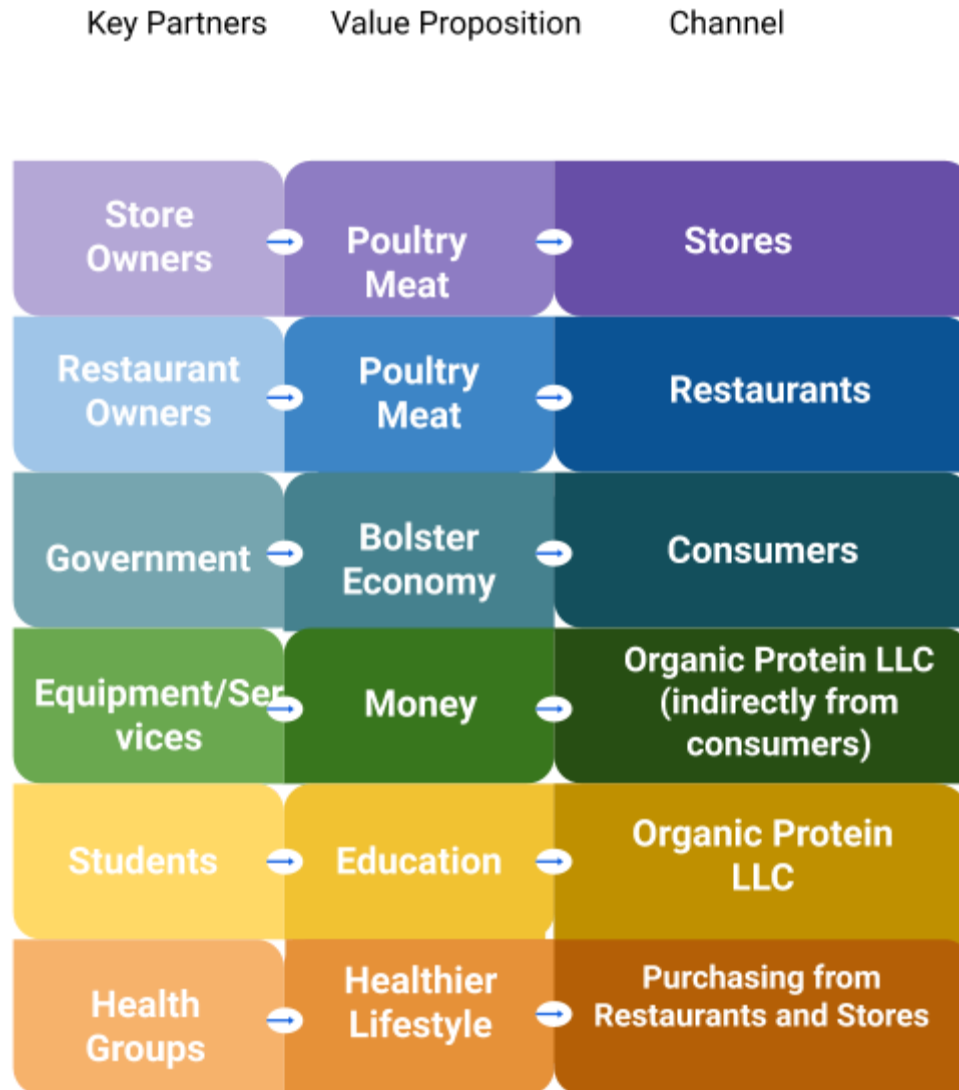 Key Partners Value Proposition Channel
Store
Owners
Poultry
Meat
Stores
Restaurant
Owners
Poultry
Meat
Restaurants
Government
Bolster
Economy
Consumers
Equipment/Ser
vices
Money
Organic Protein LLC
(indirectly from
consumers)
Students
Education
Organic Protein
LLC
Health
Groups
Healthier
Lifestyle
Purchasing from
Restaurants and Stores